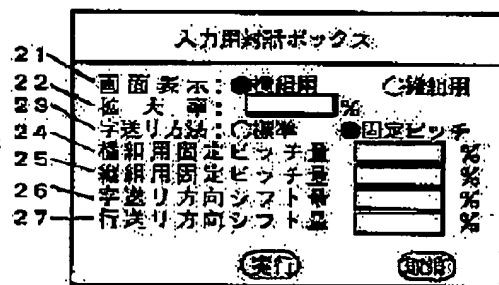 入力用対話ボックス
21 画面表示：●横組用 ○縦組用
22 拡大率： %
23 字送り方法：○標準 ●固定ピッチ
24 横組用固定ピッチ量 %
25 縦組用固定ピッチ量 %
26 字送り方向シフト量 %
27 行送り方向シフト量 %
実行 取消